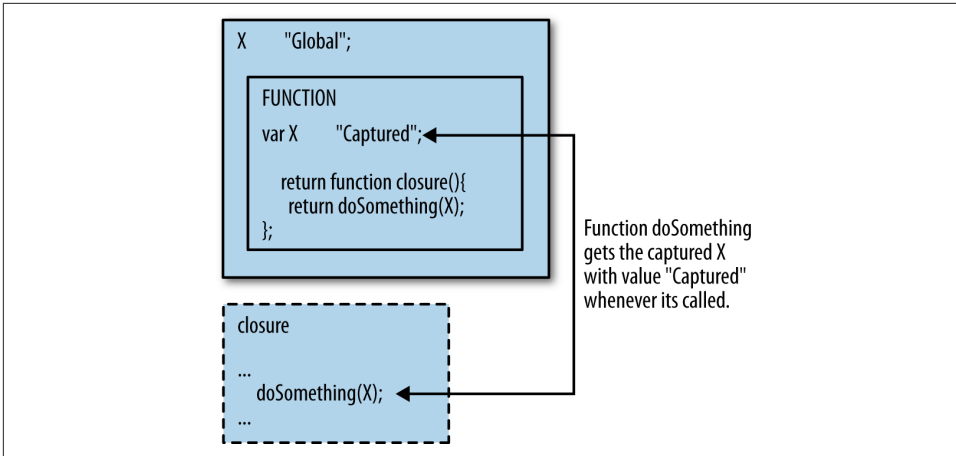 X "Global";
FUNCTION
var X "Captured";
return function closure(){
return doSomething(X);
};
Function doSomething
gets the captured X
with value "Captured"
whenever its called.
closure
...
doSomething(X);
...